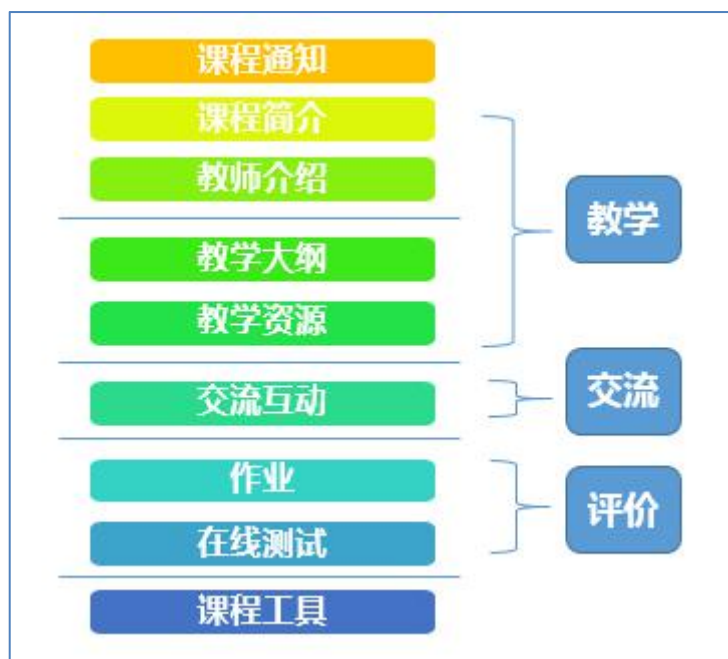 课程通知
课程简介
教师介绍
教学
教学大纲
教学资源
交流互动
交流
作业
评价
在线测试
课程工具